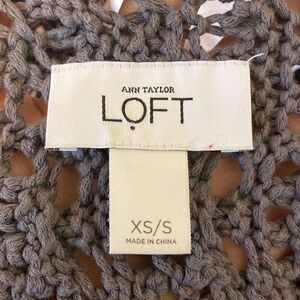 ANN TAYLOR
LOFT
XS/S
MADE IN CHINA